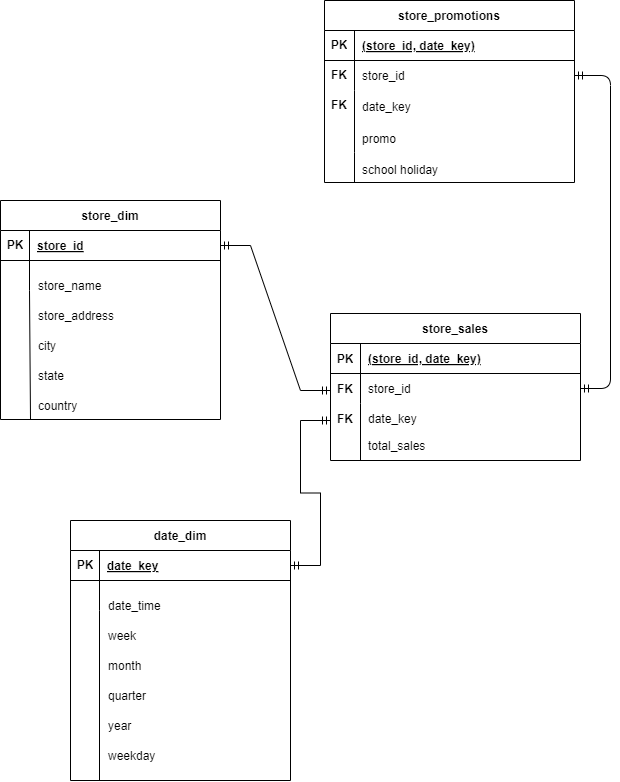 store_promotions
PK (store_id, date_key)
FK store_id
FK date_key
promo
school holiday
store_dim
PK store_id
store_name
store_address
city
state
country
store_sales
PK (store_id, date_key)
FK store_id
FK date_key
total_sales
date_dim
PK date_key
date_time
week
month
quarter
year
weekday